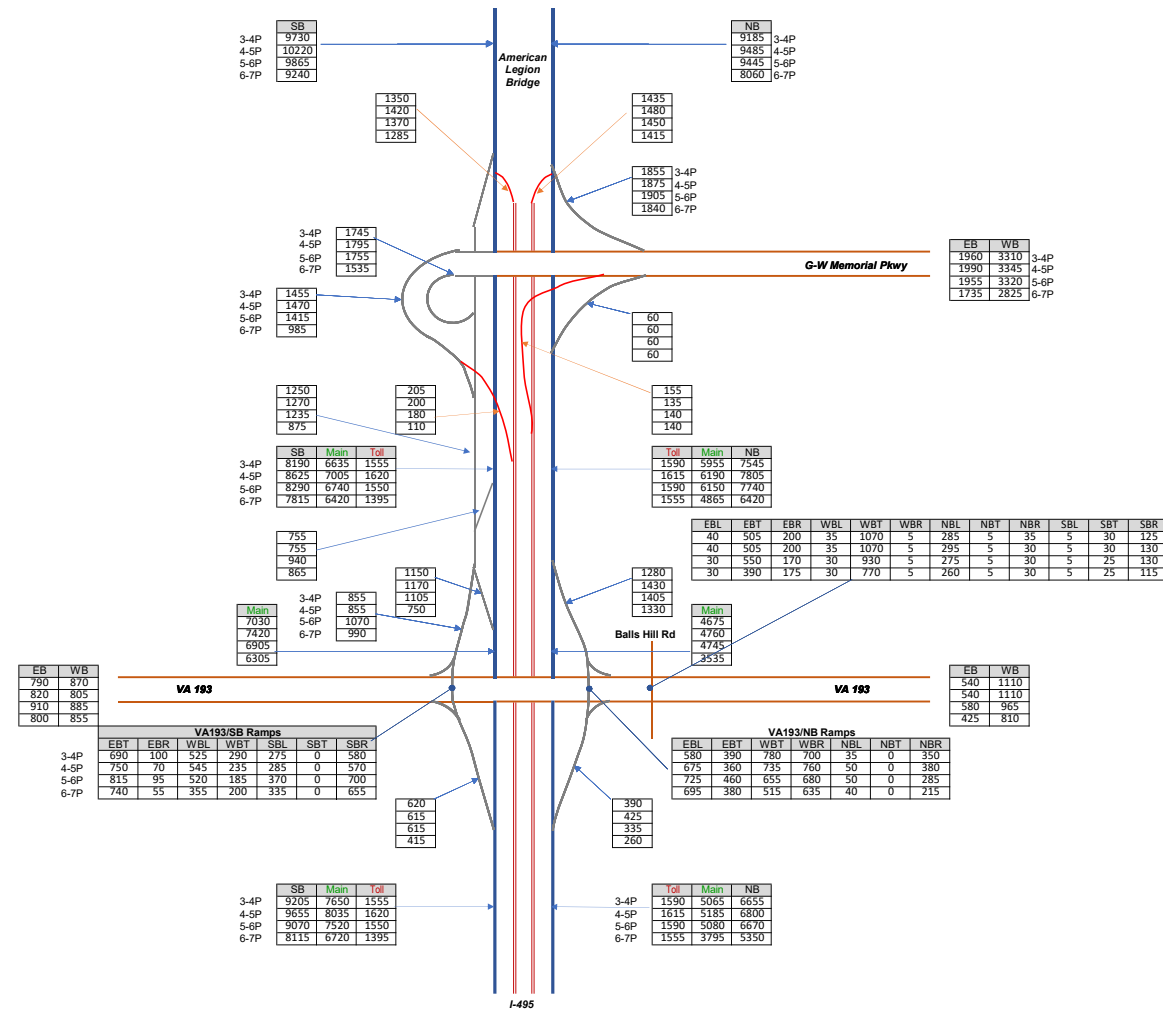 SB
3-4P 9730
4-5P 10220
5-6P 9865
6-7P 9240
NB
9185 3-4P
9485 4-5P
9445 5-6P
8060 6-7P
American
Legion
Bridge
1350
1420
1370
1285
1435
1480
1450
1415
1855 3-4P
1875 4-5P
1905 5-6P
1840 6-7P
3-4P 1745
4-5P 1795
5-6P 1755
6-7P 1535
G-W Memorial Pkwy
EB WB
1960 3310 3-4P
1990 3345 4-5P
1955 3320 5-6P
1735 2825 6-7P
3-4P 1455
4-5P 1470
5-6P 1415
6-7P 985
60
60
60
60
1250
1270
1235
875
205
200
180
110
155
135
140
140
SB Main Toll
3-4P 8190 6635 1555
4-5P 8625 7005 1620
5-6P 8290 6740 1550
6-7P 7815 6420 1395
Toll Main NB
1590 5955 7545
1615 6190 7805
1590 6150 7740
1555 4865 6420
EBL EBT EBR WBL WBT WBR NBL NBT NBR SBL SBT SBR
40 505 200 35 1070 5 285 5 35 5 30 125
40 505 200 35 1070 5 295 5 30 5 30 130
30 550 170 30 930 5 275 5 30 5 25 130
30 390 175 30 770 5 260 5 30 5 25 115
755
755
940
865
1150
1170
1105
750
1280
1430
1405
1330
3-4P 855
4-5P 855
5-6P 1070
6-7P 990
Main
7030
7420
6905
6305
Main
4675
4760
4745
3535
Balls Hill Rd
EB WB
790 870
820 805
910 885
800 855
VA 193
VA 193
EB WB
540 1110
540 1110
580 965
425 810
VA193/SB Ramps
EBT EBR WBL WBT SBL SBT SBR
3-4P 690 100 525 290 275 0 580
4-5P 750 70 545 235 285 0 570
5-6P 815 95 520 185 370 0 700
6-7P 740 55 355 200 335 0 655
VA193/NB Ramps
EBL EBT WBT WBR NBL NBT NBR
580 390 780 700 35 0 350
675 360 735 760 50 0 380
725 460 655 680 50 0 285
695 380 515 635 40 0 215
620
615
615
415
390
425
335
260
SB Main Toll
3-4P 9205 7650 1555
4-5P 9655 8035 1620
5-6P 9070 7520 1550
6-7P 8115 6720 1395
Toll Main NB
3-4P 1590 5065 6655
4-5P 1615 5185 6800
5-6P 1590 5080 6670
6-7P 1555 3795 5350
I-495